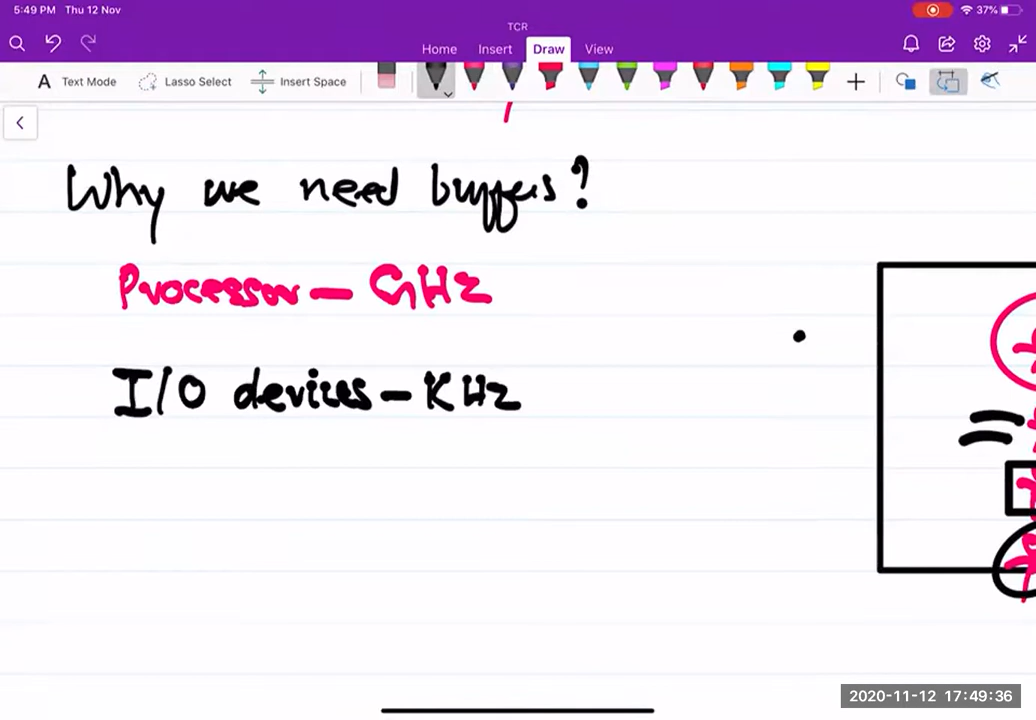 5:49 PM Thu 12 Nov 37%
TCR
Home Insert Draw View
A Text Mode Lasso Select Insert Space
Why we need buffers?
Processor – GHz
I/O devices – KHz
2020-11-12 17:49:36